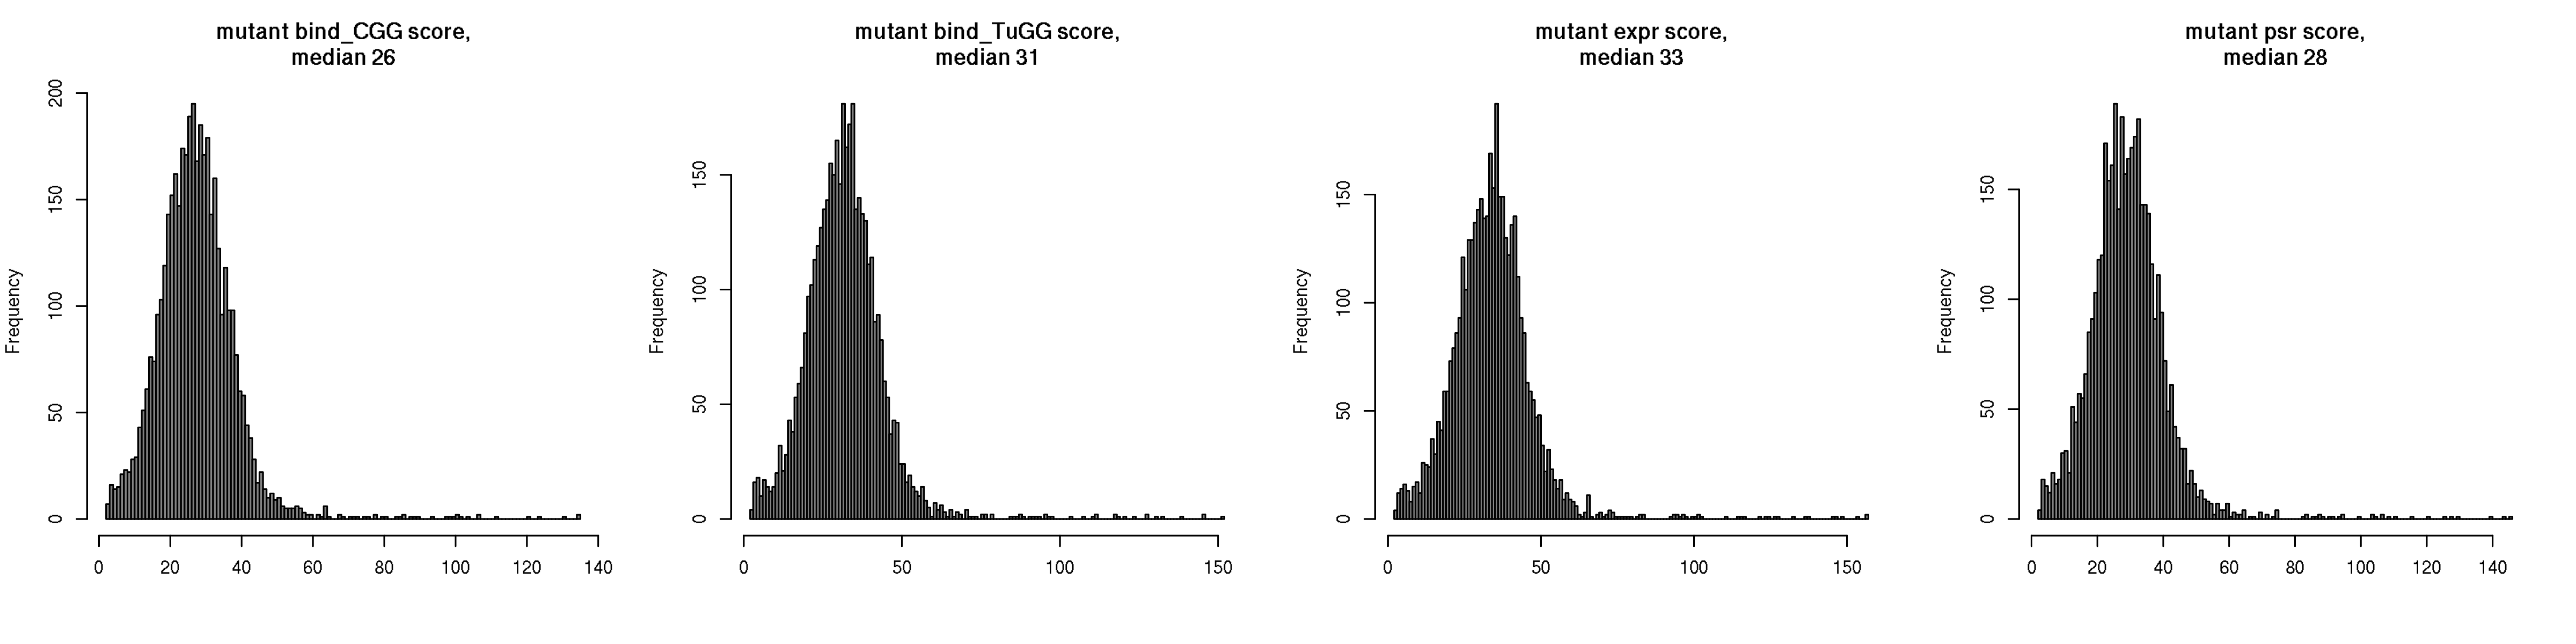 mutant bind_CGG score,
median 26
Frequency
0
50
100
150
200
0 20 40 60 80 100 120 140
mutant bind_TuGG score,
median 31
Frequency
0
50
100
150
0 50 100 150
mutant expr score,
median 33
Frequency
0
50
100
150
0 50 100 150
mutant psr score,
median 28
Frequency
0
50
100
150
0 20 40 60 80 100 120 140